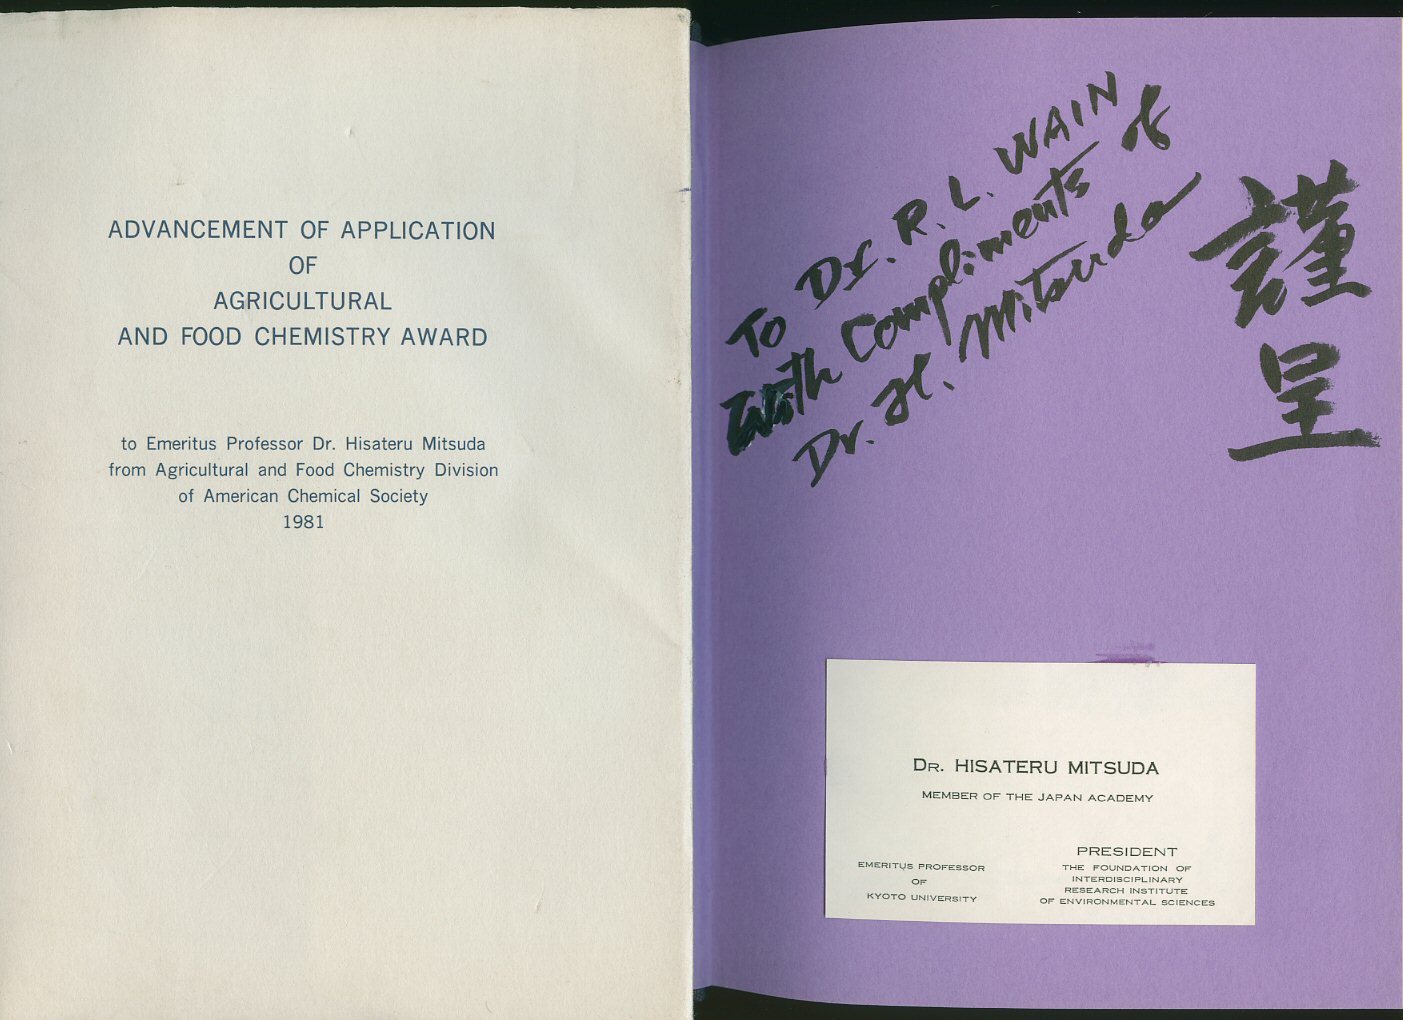 ADVANCEMENT OF APPLICATION
OF
AGRICULTURAL
AND FOOD CHEMISTRY AWARD
to Emeritus Professor Dr. Hisateru Mitsuda
from Agricultural and Food Chemistry Division
of American Chemical Society
1981
To Dr. R. L. WAIN
With Compliments of
Dr. H. Mitsuda
謹
呈
DR. HISATERU MITSUDA
MEMBER OF THE JAPAN ACADEMY
EMERITUS PROFESSOR
OF
KYOTO UNIVERSITY
PRESIDENT
THE FOUNDATION OF
INTERDISCIPLINARY
RESEARCH INSTITUTE
OF ENVIRONMENTAL SCIENCES